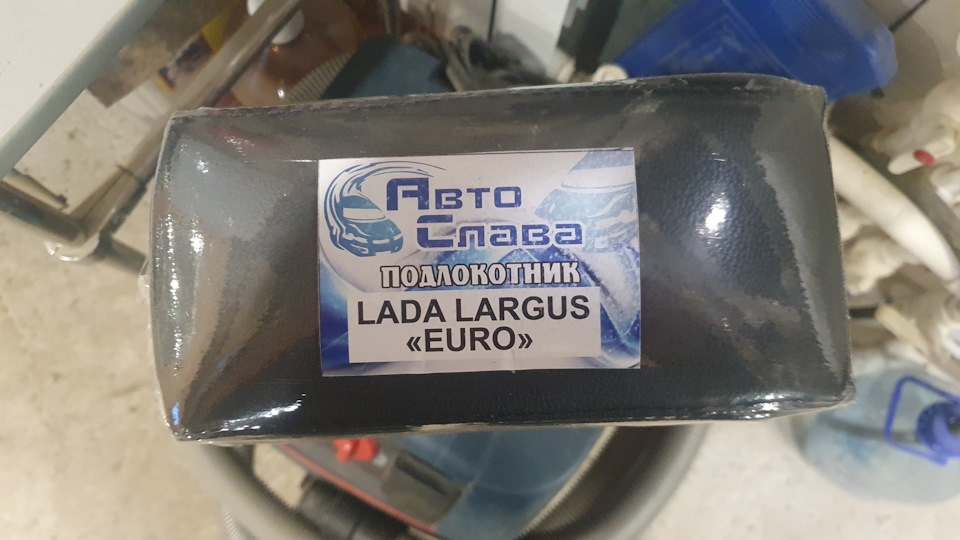 Авто
Слава
ПОДЛОКОТНИК
LADA LARGUS
«EURO»